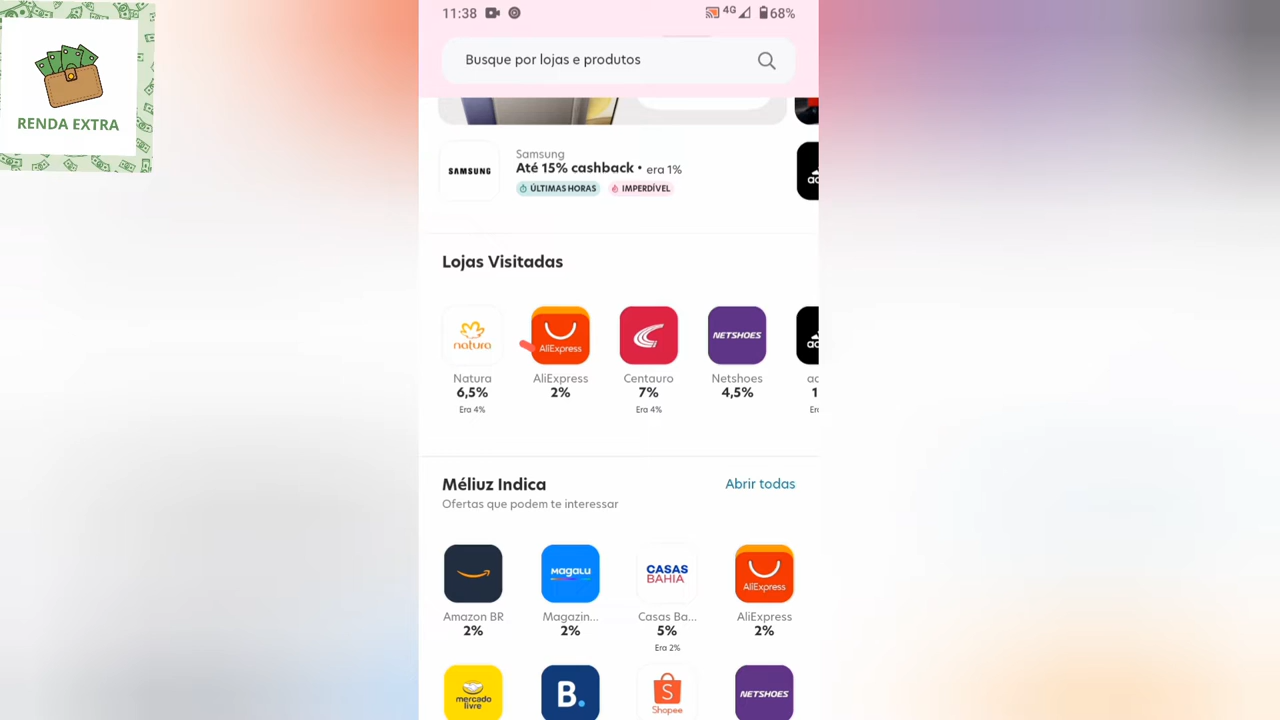 11:38 4G 68%
RENDA EXTRA
Busque por lojas e produtos
SAMSUNG
Samsung
Até 15% cashback • era 1%
ÚLTIMAS HORAS IMPERDÍVEL
Lojas Visitadas
natura AliExpress NETSHOES
Natura AliExpress Centauro Netshoes
6,5% 2% 7% 4,5%
Era 4% Era 4%
Méliuz Indica Abrir todas
Ofertas que podem te interessar
MAGALU CASAS BAHIA AliExpress
Amazon BR Magazin... Casas Ba... AliExpress
2% 2% 5% 2%
Era 2%
mercado livre B. Shopee NETSHOES